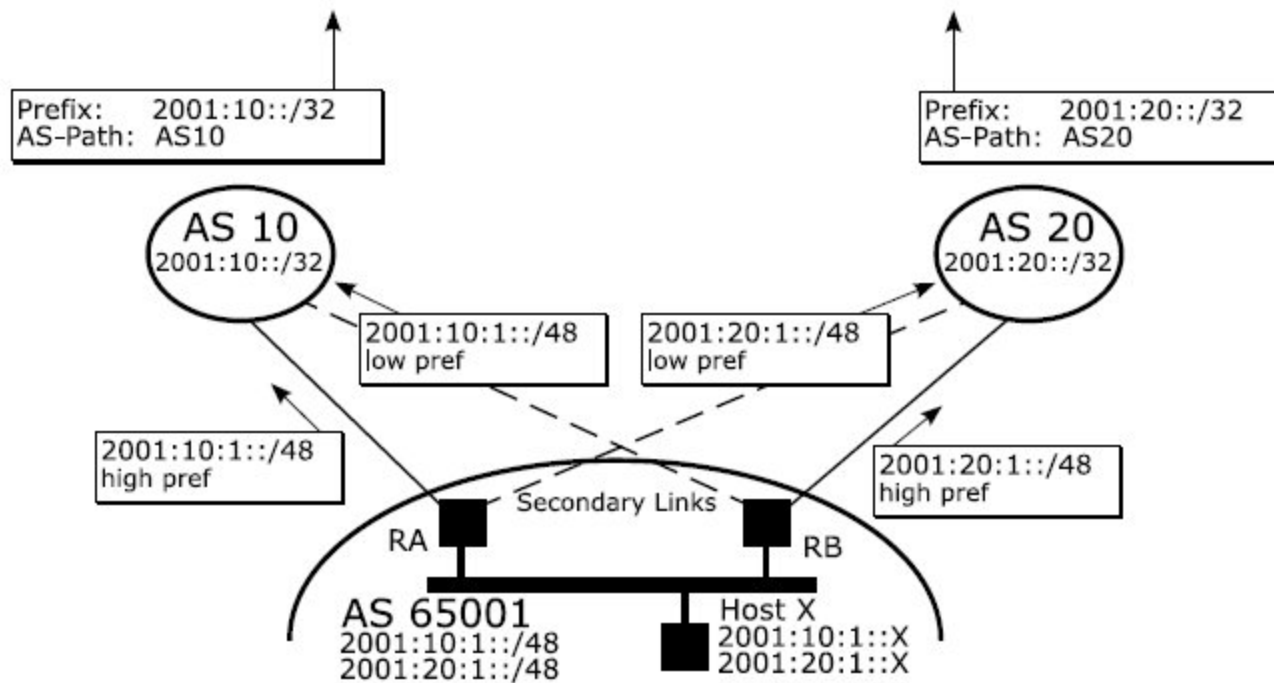 Prefix: 2001:10::/32
AS-Path: AS10
Prefix: 2001:20::/32
AS-Path: AS20
AS 10
2001:10::/32
AS 20
2001:20::/32
2001:10:1::/48
low pref
2001:20:1::/48
low pref
2001:10:1::/48
high pref
2001:20:1::/48
high pref
Secondary Links
RA
RB
AS 65001
2001:10:1::/48
2001:20:1::/48
Host X
2001:10:1::X
2001:20:1::X